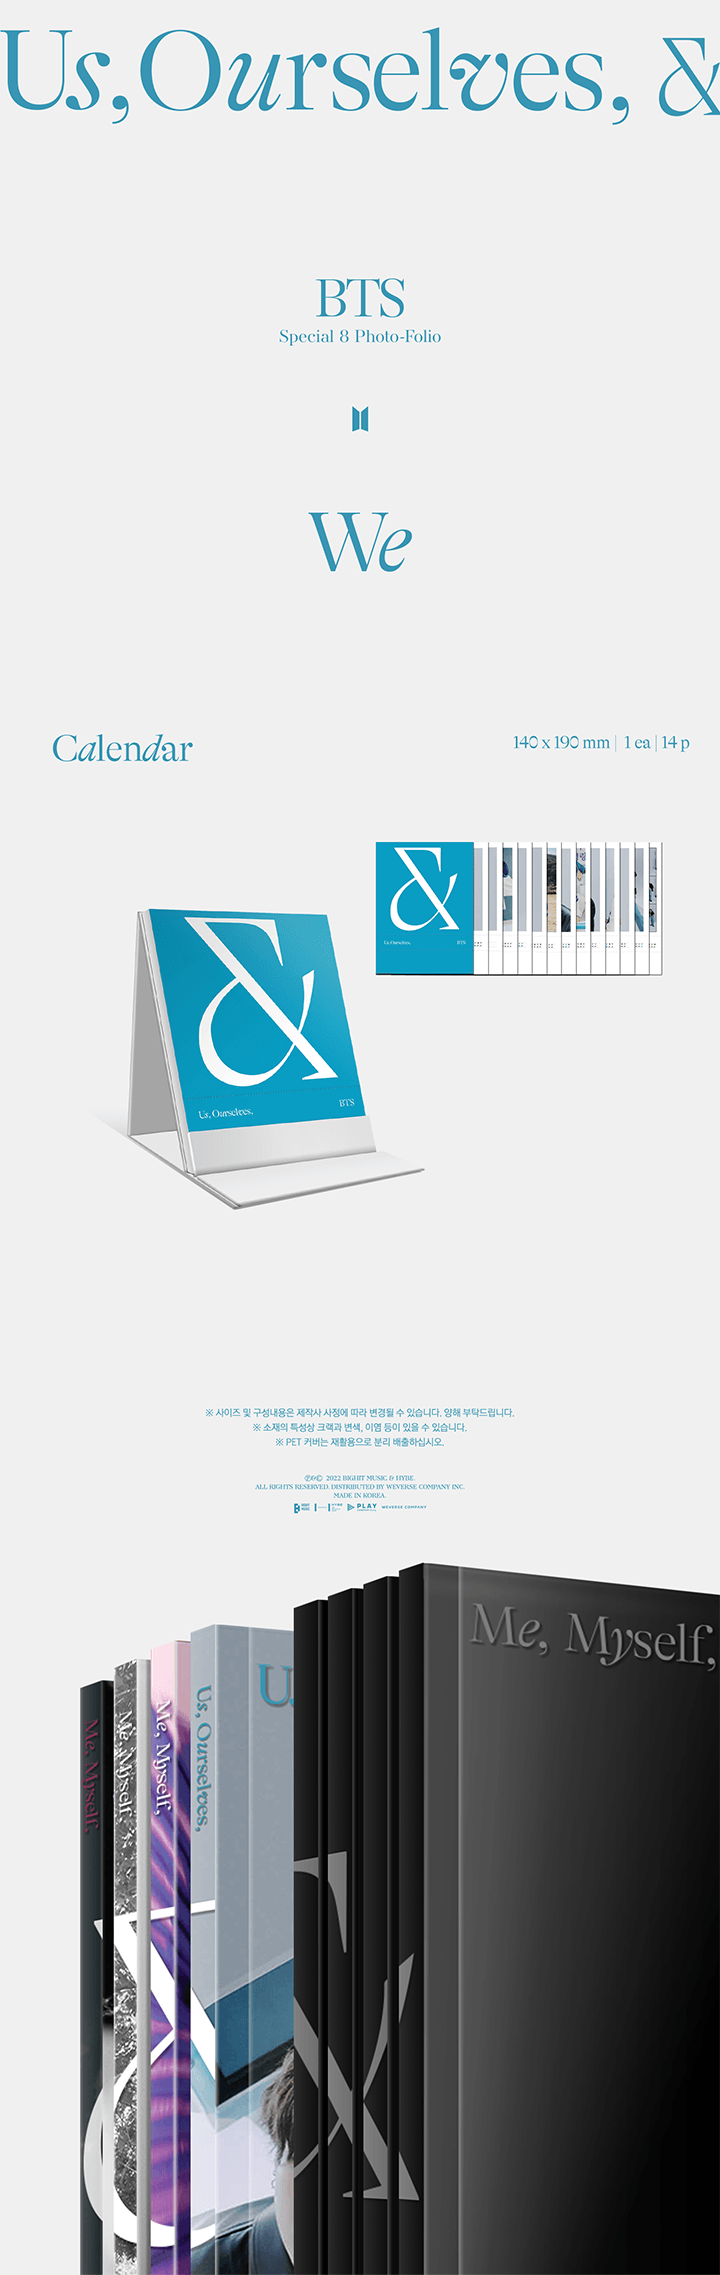 Us, Ourselves, &
BTS
Special 8 Photo-Folio
We
Calendar
140 x 190 mm | 1 ea | 14 p
&
Us, Ourselves,
BTS
&
Us, Ourselves,
BTS
※ 사이즈 및 구성내용은 제작사 사정에 따라 변경될 수 있습니다. 양해 부탁드립니다.
※ 소재의 특성상 크랙과 변색, 이염 등이 있을 수 있습니다.
※ PET 커버는 재활용으로 분리 배출하십시오.
℗&© 2022 BIGHIT MUSIC & HYBE.
ALL RIGHTS RESERVED. DISTRIBUTED BY WEVERSE COMPANY INC.
MADE IN KOREA.
BIGHIT MUSIC
HYBE
PLAY
WEVERSE COMPANY
Me, Myself,
Me, Myself,
Me, Myself,
Me, Myself,
Us, Ourselves,
U
&
&